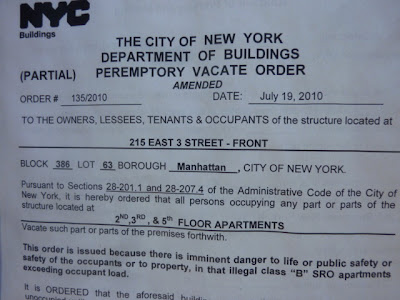 NYC
Buildings
THE CITY OF NEW YORK
DEPARTMENT OF BUILDINGS
(PARTIAL) PEREMPTORY VACATE ORDER
AMENDED
ORDER # 135/2010 DATE: July 19, 2010
TO THE OWNERS, LESSEES, TENANTS & OCCUPANTS of the structure located at
215 EAST 3 STREET - FRONT
BLOCK 386 LOT 63 BOROUGH Manhattan, CITY OF NEW YORK.
Pursuant to Sections 28-201.1 and 28-207.4 of the Administrative Code of the City of
New York, it is hereby ordered that all persons occupying any part or parts of the
structure located at
2ND,3RD, & 5th FLOOR APARTMENTS
Vacate such part or parts of the premises forthwith.
This order is issued because there is imminent danger to life or public safety or
safety of the occupants or to property, in that illegal class "B" SRO apartments
exceeding occupant load.
It is ORDERED that the aforesaid